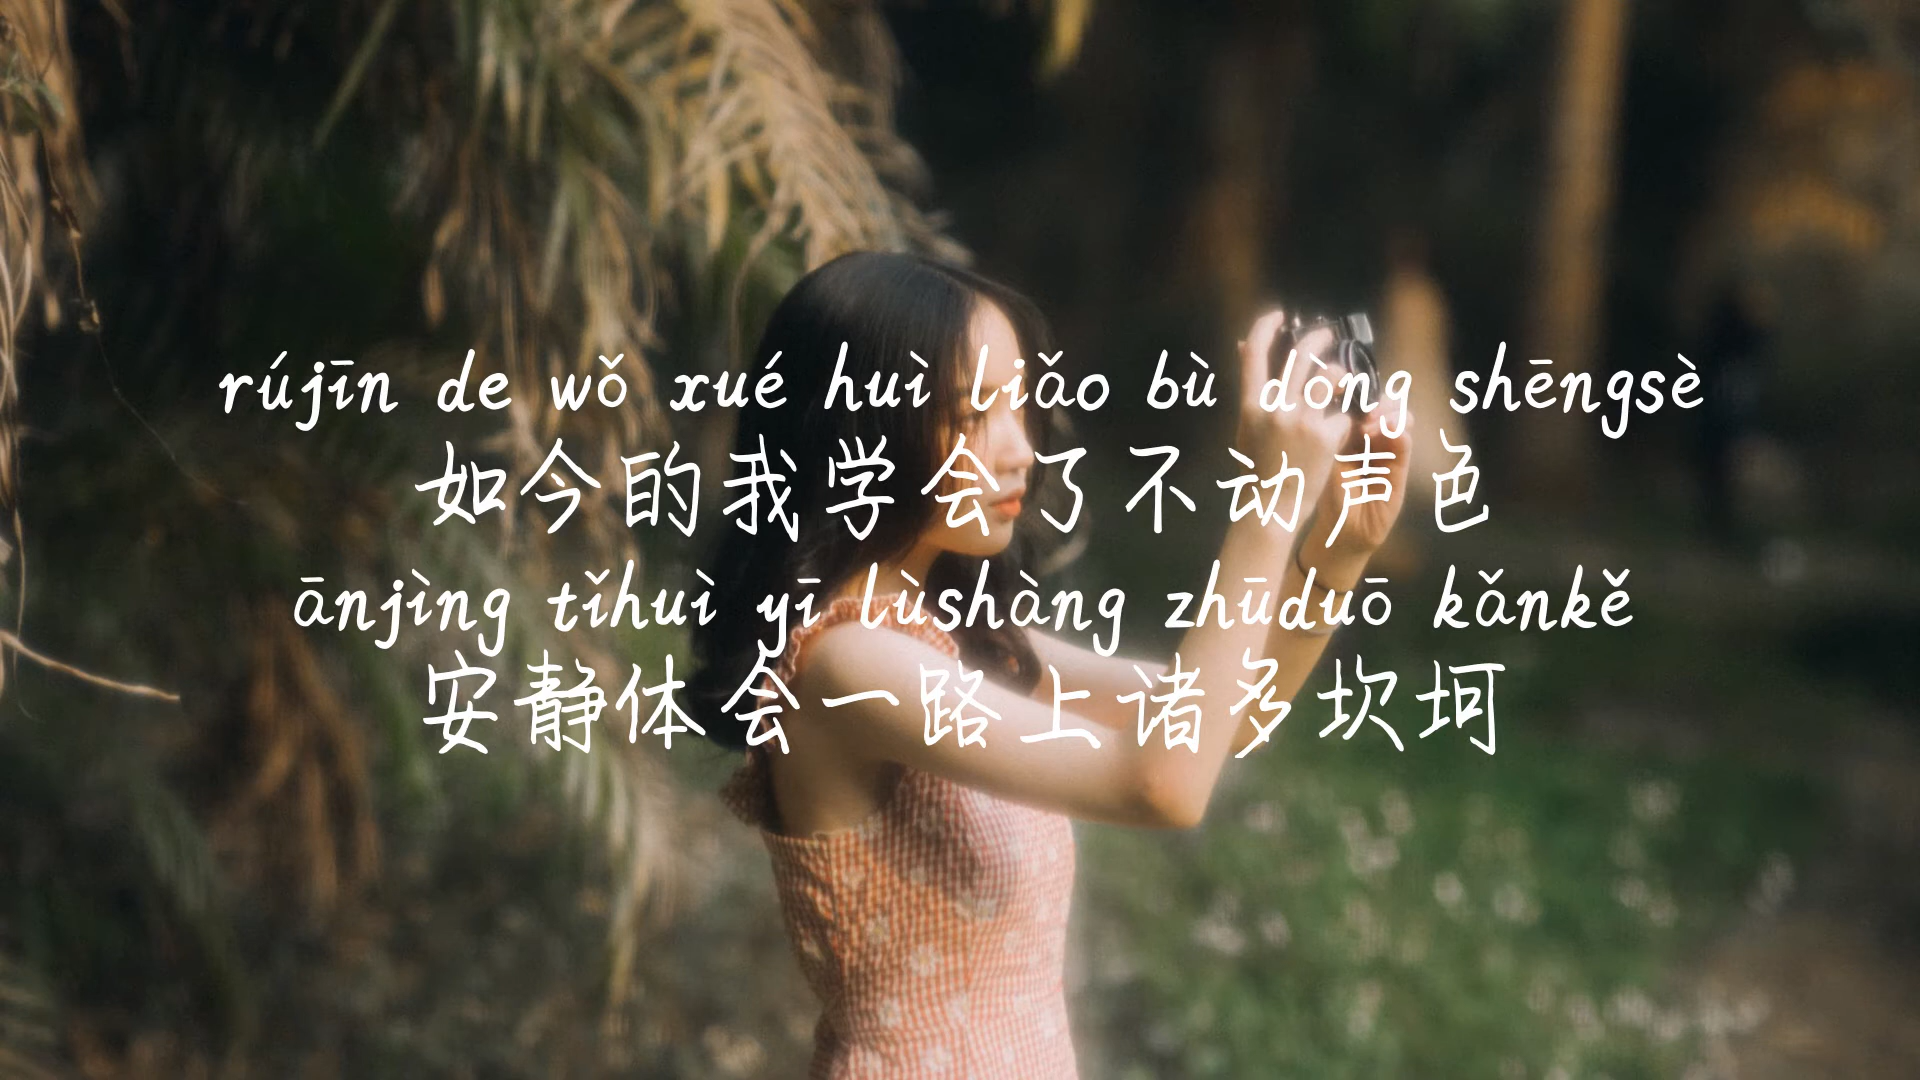 rújīn de wǒ xué huì liǎo bù dòng shēngsè
如今的我学会了不动声色
ānjìng tǐhuì yī lùshàng zhūduō kǎnkě
安静体会一路上诸多坎坷